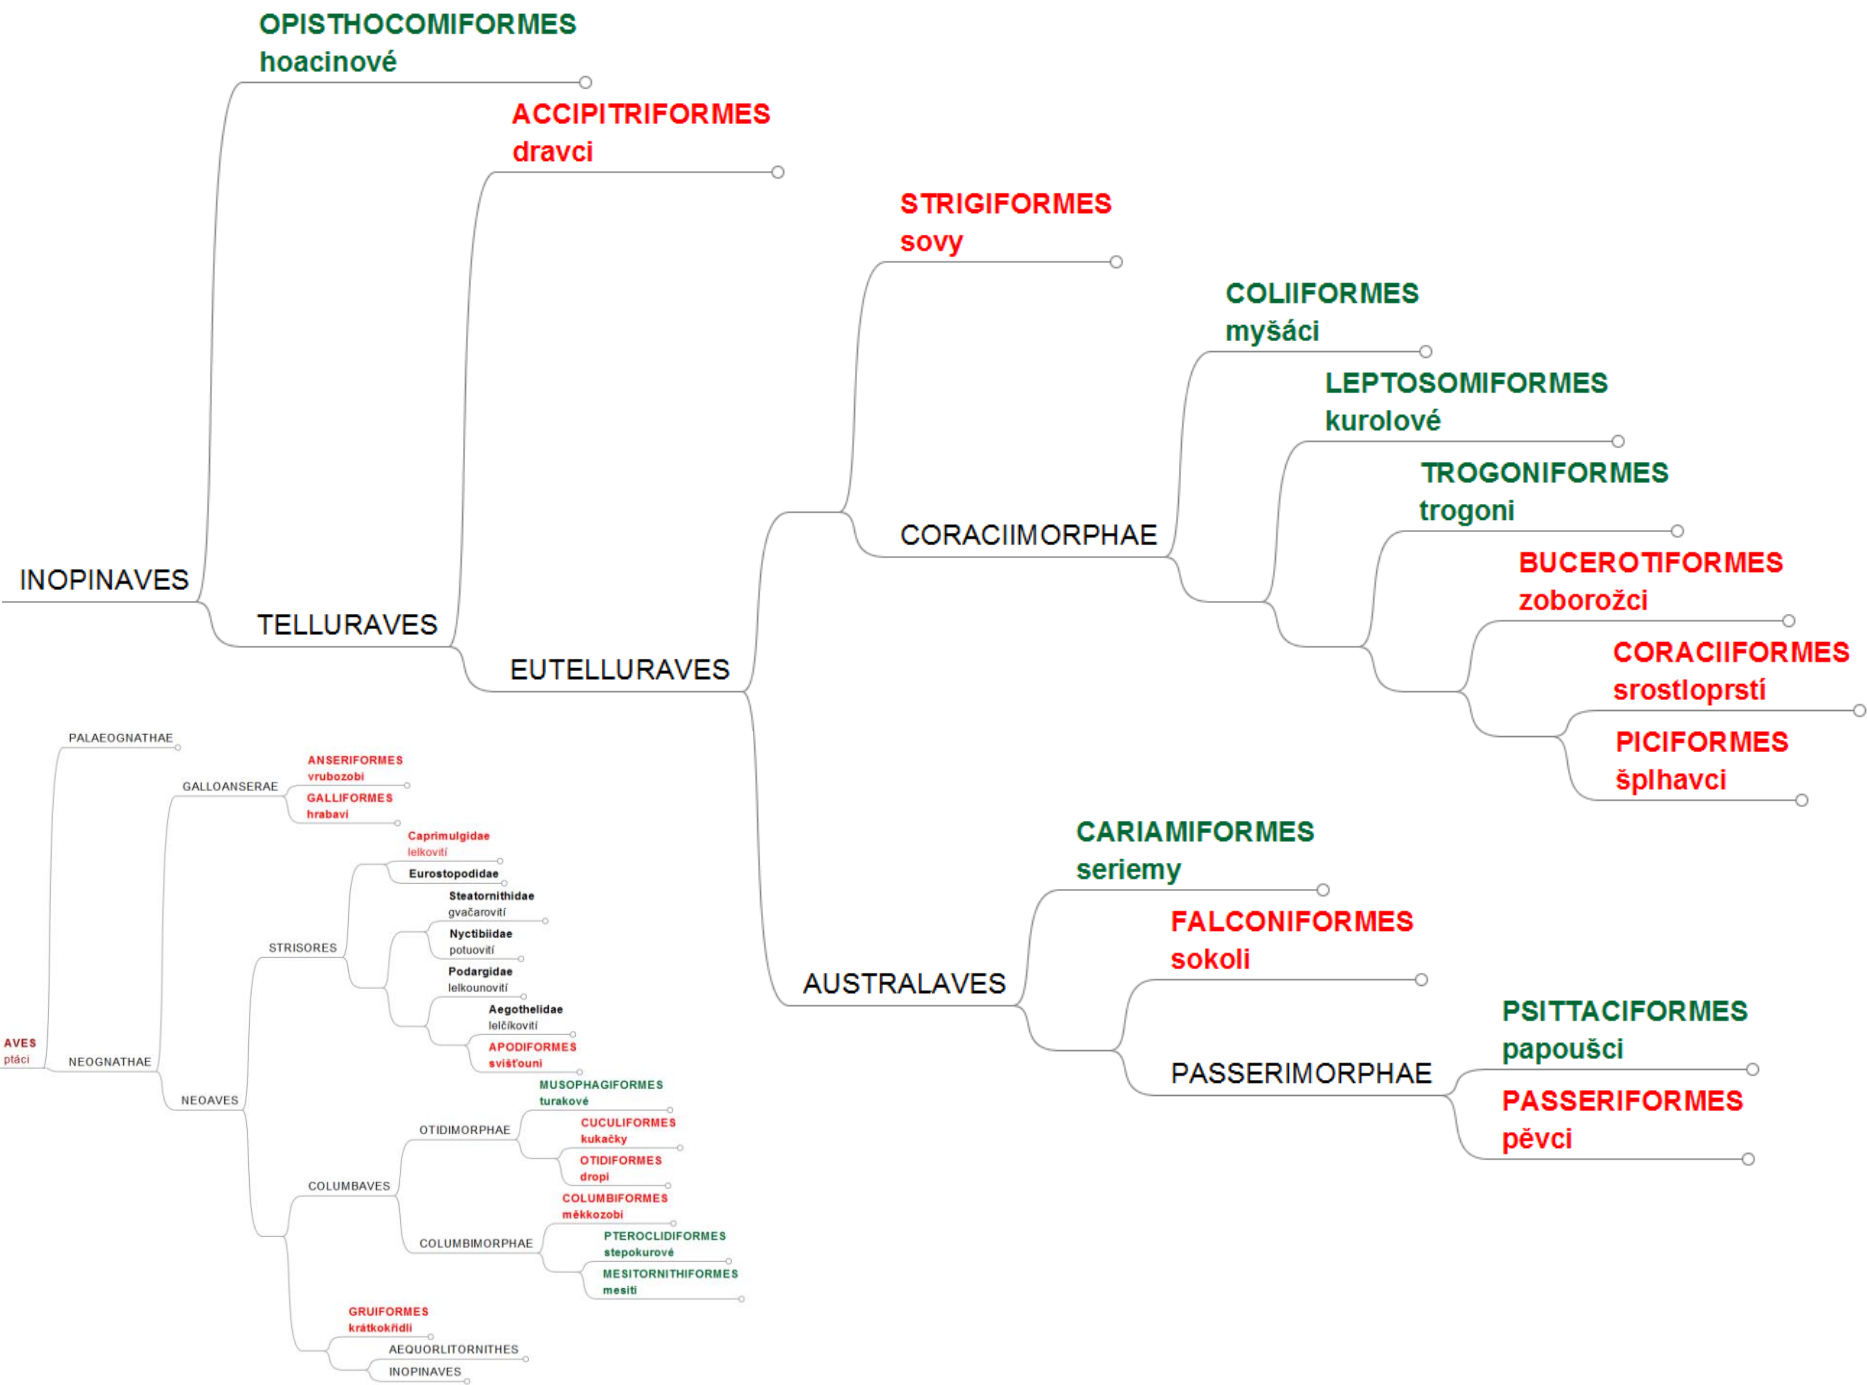 OPISTHOCOMIFORMES
hoacinové
ACCIPITRIFORMES
dravci
STRIGIFORMES
sovy
COLIIFORMES
myšáci
LEPTOSOMIFORMES
kurolové
TROGONIFORMES
trogoni
CORACIIMORPHAE
BUCEROTIFORMES
zoborožci
INOPINAVES
TELLURAVES
EUTELLURAVES
CORACIIFORMES
srostloprstí
PICIFORMES
šplhavci
CARIAMIFORMES
seriemy
FALCONIFORMES
sokoli
AUSTRALAVES
PSITTACIFORMES
papoušci
PASSERIMORPHAE
PASSERIFORMES
pěvci
PALAEOGNATHAE
ANSERIFORMES
vrubozobí
GALLOANSERAE
GALLIFORMES
hrabaví
Caprimulgidae
lelkovití
Eurostopodidae
Steatornithidae
gvačarovití
Nyctibiidae
potuovití
STRISORES
Podargidae
lelkounovití
Aegothelidae
lelčíkovití
APODIFORMES
svišťouni
AVES
ptáci
NEOGNATHAE
NEOAVES
MUSOPHAGIFORMES
turakové
OTIDIMORPHAE
CUCULIFORMES
kukačky
OTIDIFORMES
dropi
COLUMBAVES
COLUMBIFORMES
měkkozobí
COLUMBIMORPHAE
PTEROCLIDIFORMES
stepokurové
MESITORNITHIFORMES
mesiti
GRUIFORMES
krátkokřídlí
AEQUORLITORNITHES
INOPINAVES